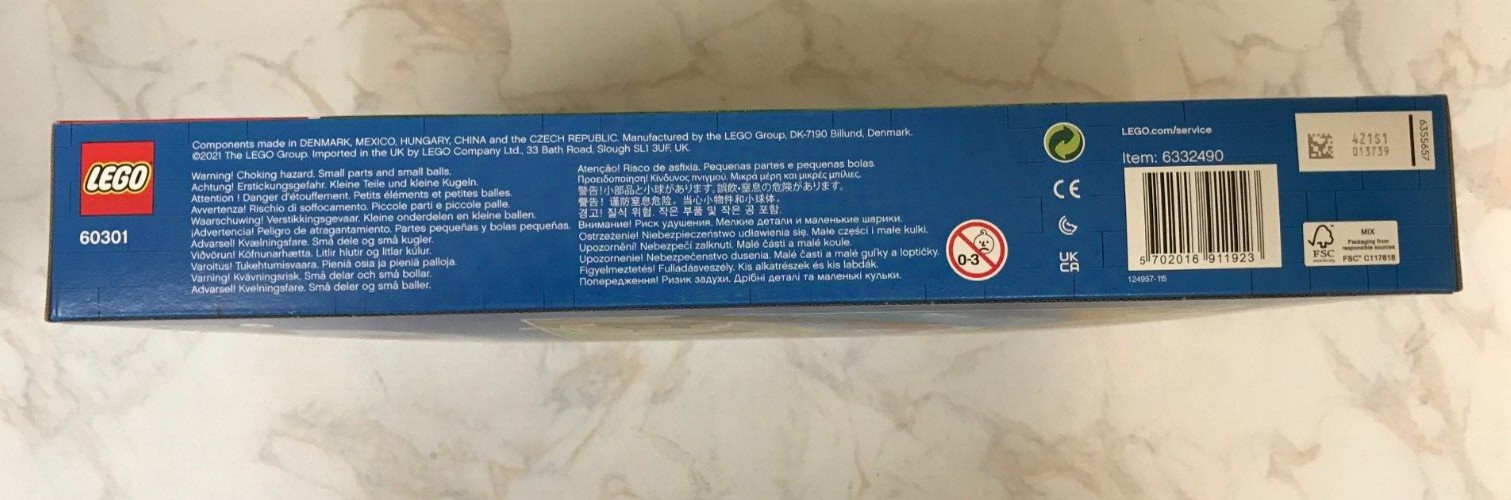 LEGO
60301
Components made in DENMARK, MEXICO, HUNGARY, CHINA and the CZECH REPUBLIC. Manufactured by the LEGO Group, DK-7190 Billund, Denmark.
©2021 The LEGO Group. Imported in the UK by LEGO Company Ltd., 33 Bath Road, Slough SL1 3UF, UK.
Warning! Choking hazard. Small parts and small balls.
Achtung! Erstickungsgefahr. Kleine Teile und kleine Kugeln.
Attention ! Danger d'étouffement. Petits éléments et petites balles.
Avvertenza! Rischio di soffocamento. Piccole parti e piccole palle.
Waarschuwing! Verstikkingsgevaar. Kleine onderdelen en kleine ballen.
¡Advertencia! Peligro de atragantamiento. Partes pequeñas y bolas pequeñas.
Advarsel! Kvælningsfare. Små dele og små kugler.
Viðvörun! Köfnunarhætta. Litlir hlutir og litlar kúlur.
Varoitus! Tukehtumisvaara. Pieniä osia ja pieniä palloja.
Varning! Kvävningsrisk. Små delar och små bollar.
Advarsel! Kvelningsfare. Små deler og små baller.
Atenção! Risco de asfixia. Pequenas partes e pequenas bolas.
Προειδοποίηση! Κίνδυνος πνιγμού. Μικρά μέρη και μικρές μπίλιες.
警告!小部品と小球があります。誤飲・窒息の危険があります。
警告! 谨防窒息危险。当心小物件和小球体。
경고! 질식 위험. 작은 부품 및 작은 공 포함.
Внимание! Риск удушения. Мелкие детали и маленькие шарики.
Ostrzeżenie! Niebezpieczeństwo udławienia się. Małe części i małe kulki.
Upozornění! Nebezpečí zalknutí. Malé části a malé koule.
Upozornenie! Nebezpečenstvo dusenia. Malé časti a malé guľky a loptičky.
Figyelmeztetés! Fulladásveszély. Kis alkatrészek és kis labdák.
Попередження! Ризик задухи. Дрібні деталі та маленькі кульки.
0-3
CE
UK
CA
LEGO.com/service
Item: 6332490
5 702016 911923
124957-115
421S1
013739
6355657
FSC
MIX
Packaging from
responsible sources
FSC® C117818